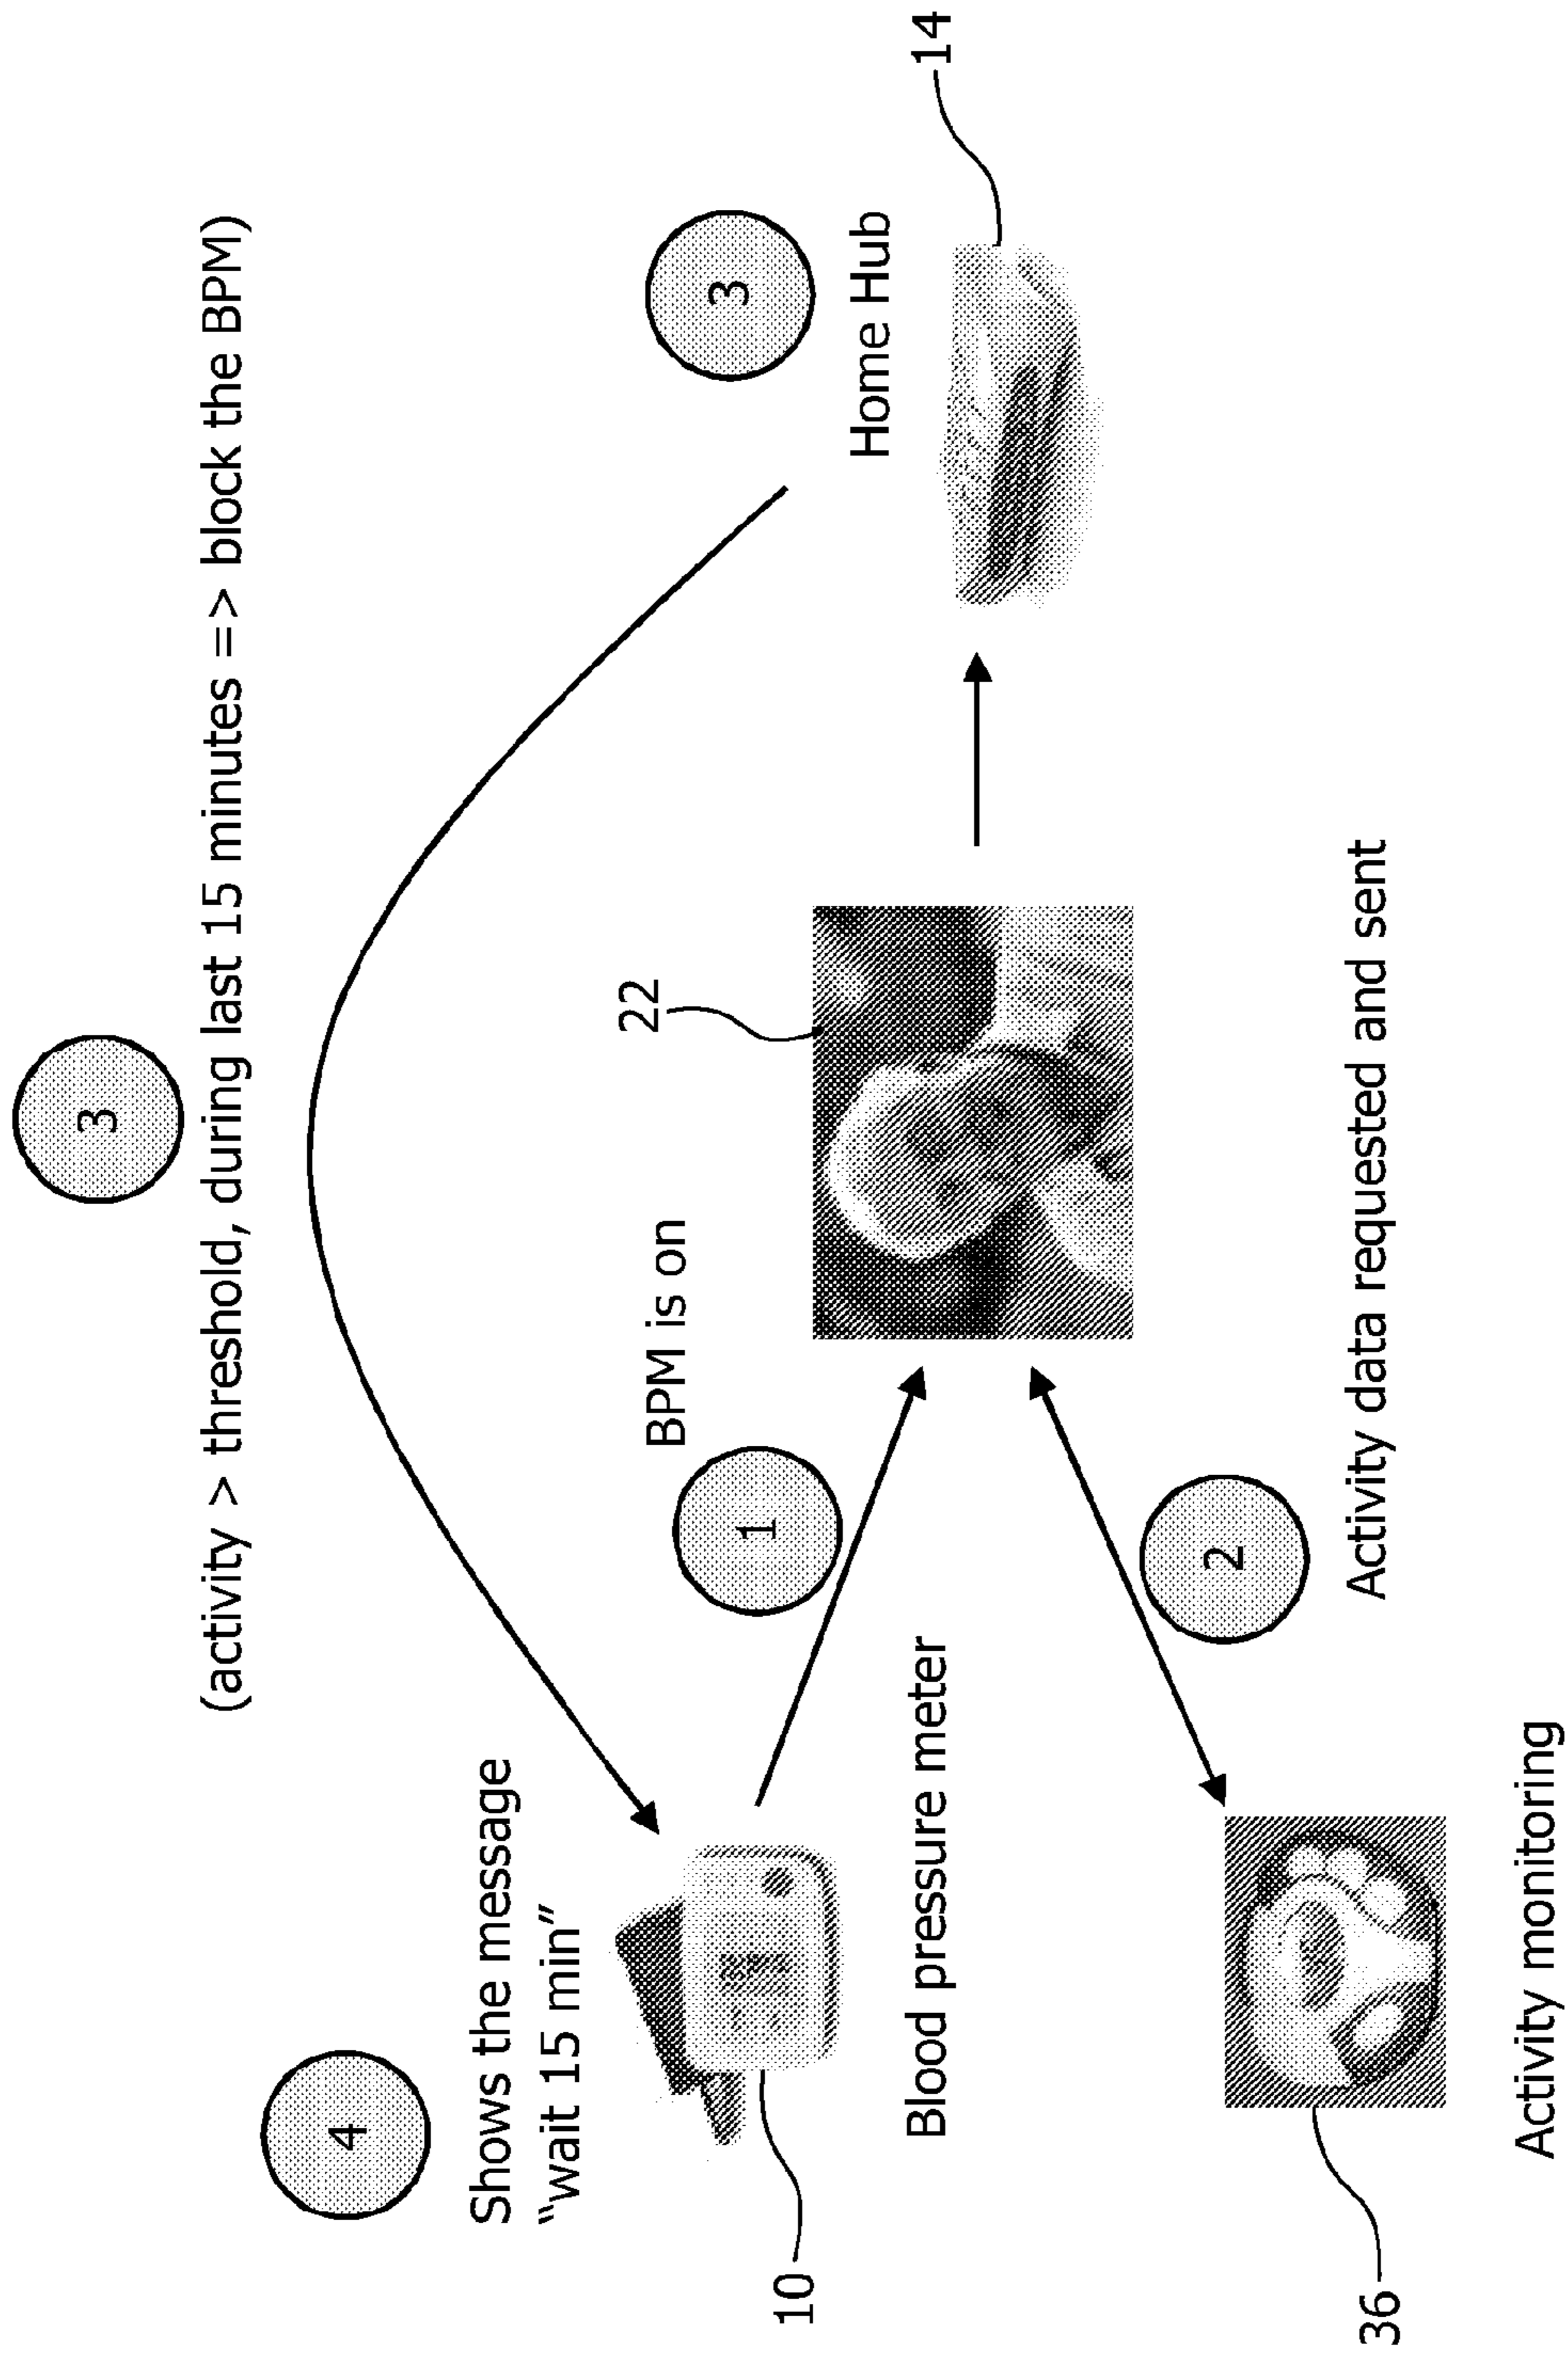 3
(activity > threshold, during last 15 minutes => block the BPM)
4
Shows the message
“wait 15 min”
10
Blood pressure meter
1
BPM is on
22
3
Home Hub
14
2
Activity data requested and sent
36
Activity monitoring